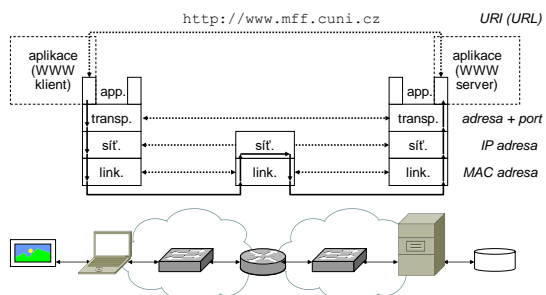 http://www.mff.cuni.cz URI (URL)
aplikace
(WWW
klient)
aplikace
(WWW
server)
app. app.
transp. transp. adresa + port
síť. síť. síť. IP adresa
link. link. link. MAC adresa